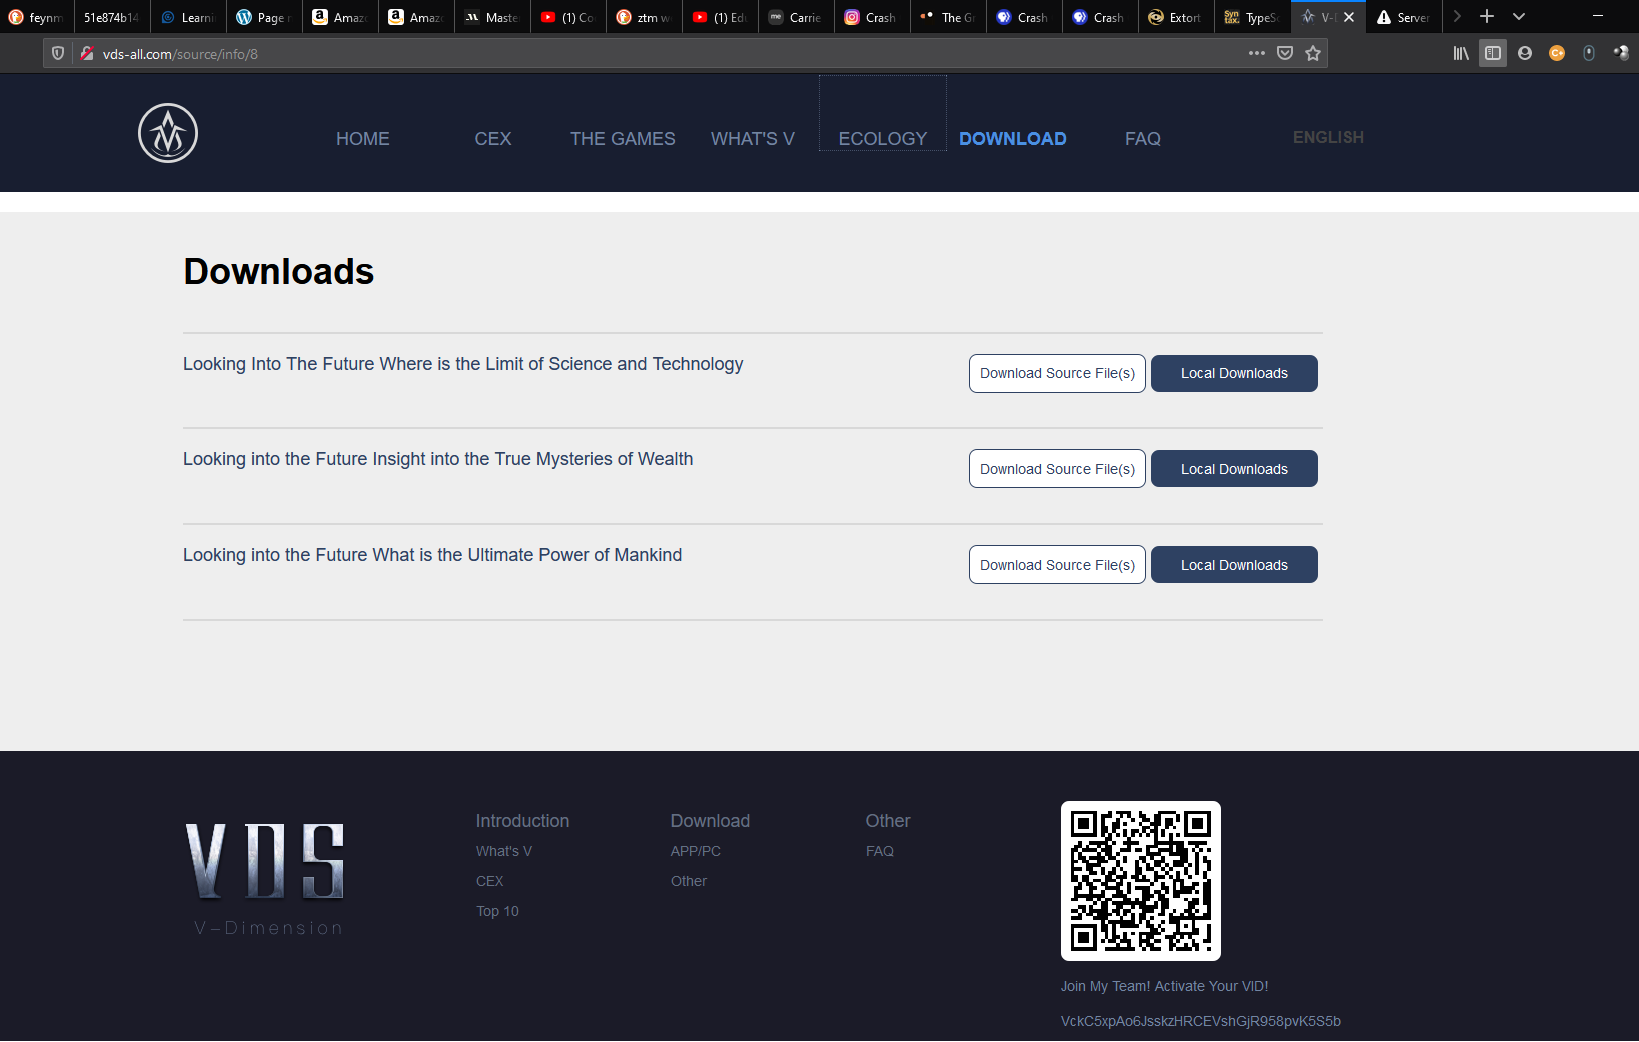 feynm
51e874b14
Learni
Page n
Amazo
Amazo
Master
(1) Co
ztm w
(1) Edu
Carrie
Crash
The Gr
Crash
Crash
Extort
TypeSc
V-D
Server
vds-all.com/source/info/8
HOME
CEX
THE GAMES
WHAT'S V
ECOLOGY
DOWNLOAD
FAQ
ENGLISH
Downloads
Looking Into The Future Where is the Limit of Science and Technology
Download Source File(s)
Local Downloads
Looking into the Future Insight into the True Mysteries of Wealth
Download Source File(s)
Local Downloads
Looking into the Future What is the Ultimate Power of Mankind
Download Source File(s)
Local Downloads
VDS
V-Dimension
Introduction
What's V
CEX
Top 10
Download
APP/PC
Other
Other
FAQ
Join My Team! Activate Your VID!
VckC5xpAo6JsskzHRCEVshGjR958pvK5S5b